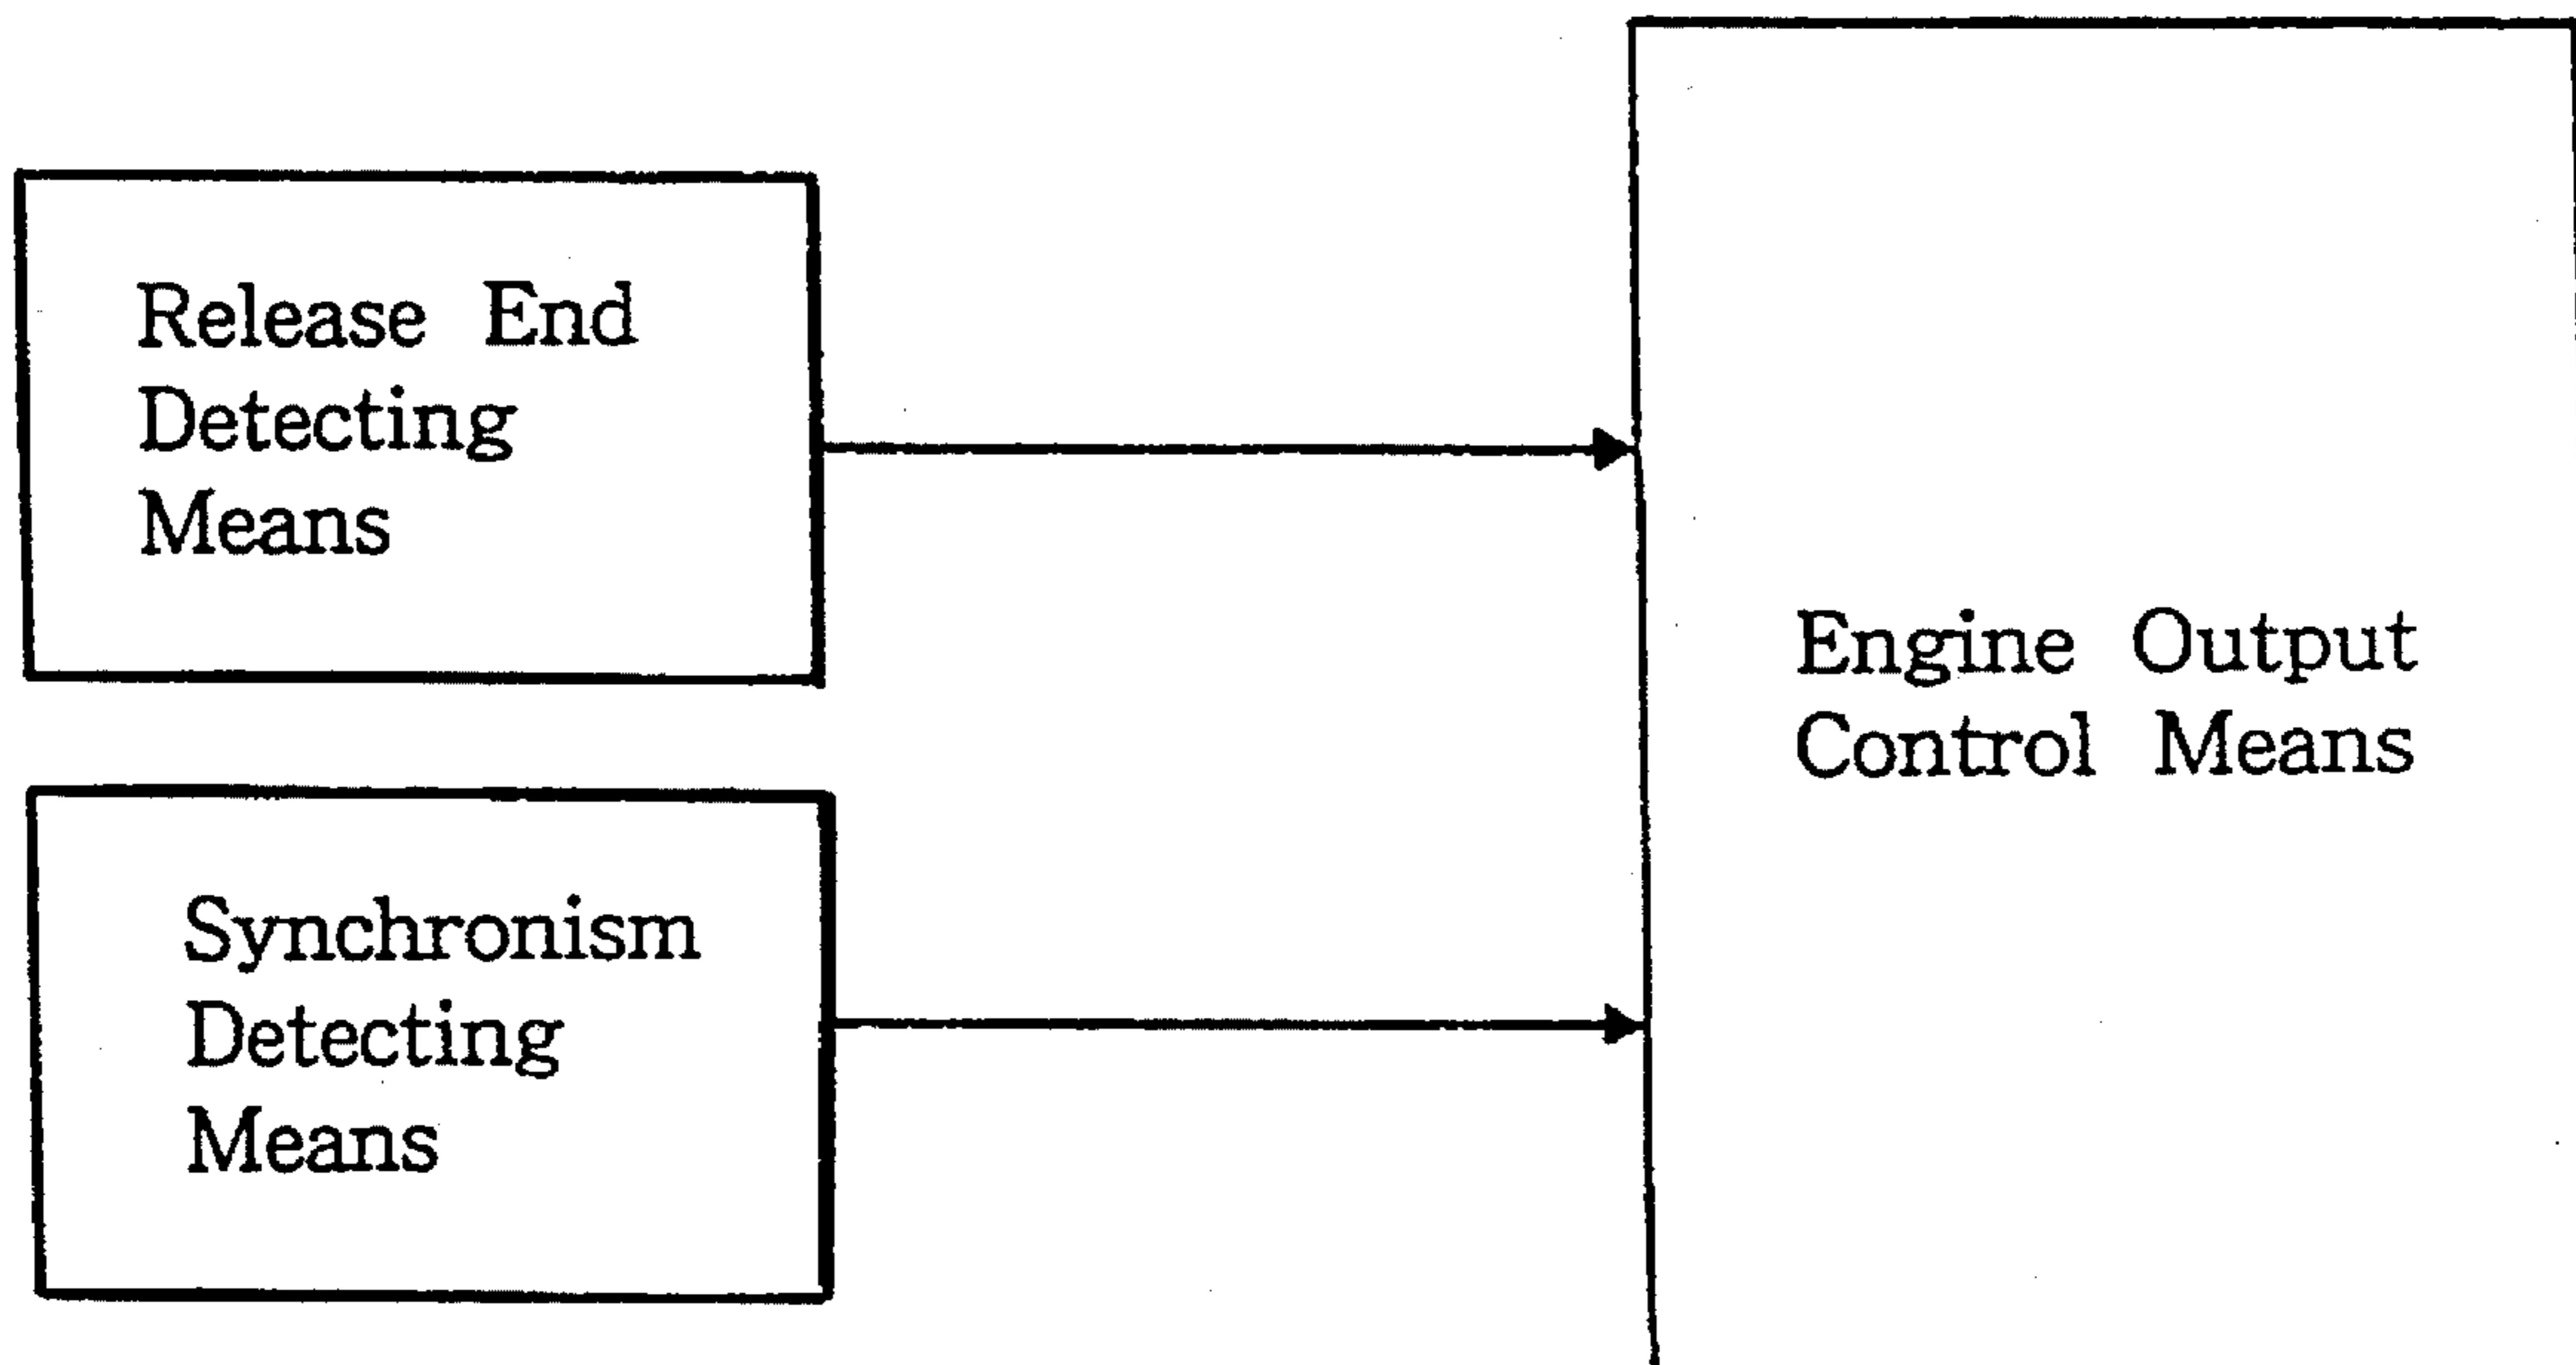 Release End
Detecting
Means
Engine Output
Control Means
Synchronism
Detecting
Means